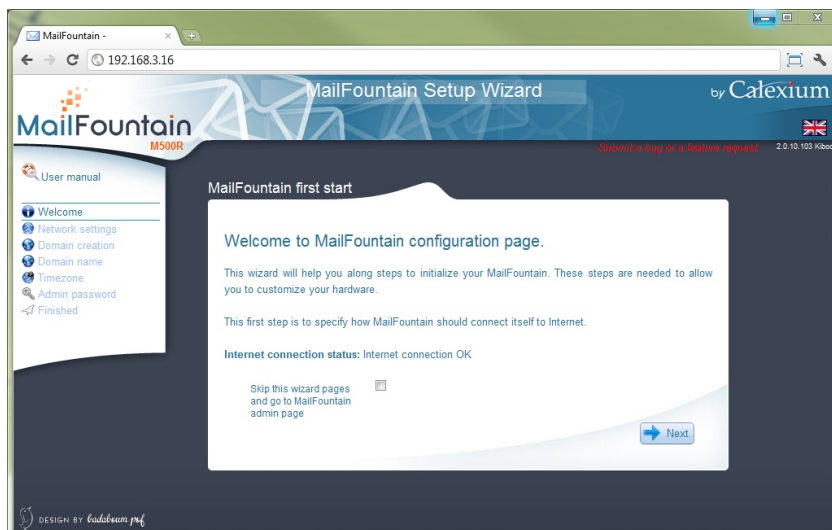 MailFountain -
192.168.3.16
MailFountain Setup Wizard
by Calexium
MailFountain
M500R
Submit a bug or a feature request
2.0.10.103 Kiboo
User manual
MailFountain first start
Welcome
Network settings
Domain creation
Domain name
Timezone
Admin password
Finished
Welcome to MailFountain configuration page.
This wizard will help you along steps to initialize your MailFountain. These steps are needed to allow
you to customize your hardware.
This first step is to specify how MailFountain should connect itself to Internet.
Internet connection status: Internet connection OK
Skip this wizard pages
and go to MailFountain
admin page
Next
DESIGN BY badaboum prod